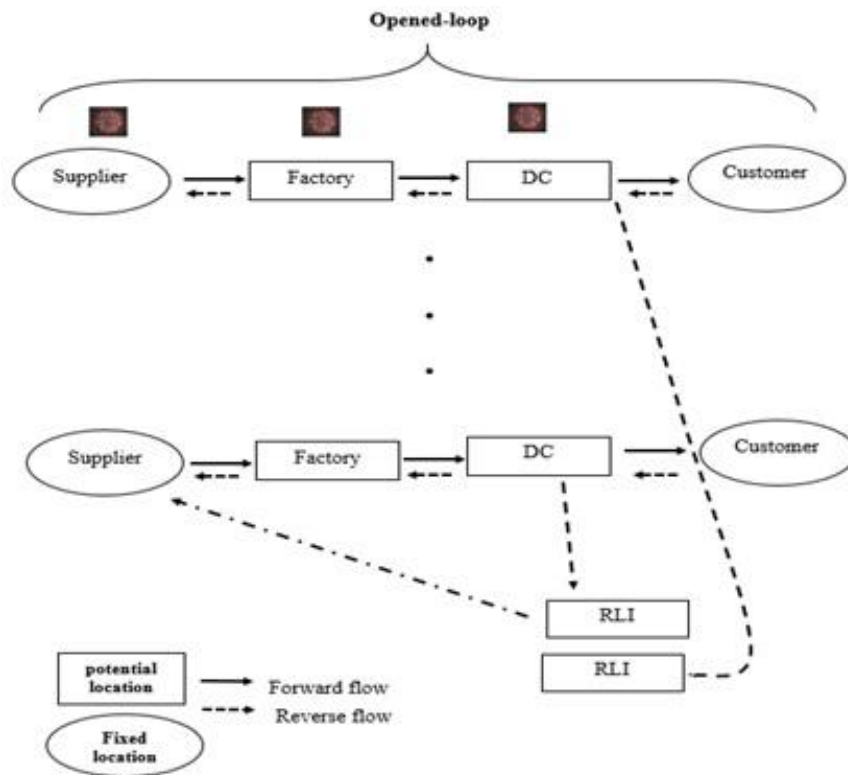 Opened-loop
Supplier
Factory
DC
Customer
Supplier
Factory
DC
Customer
RLI
RLI
potential
location
Forward flow
Reverse flow
Fixed
location